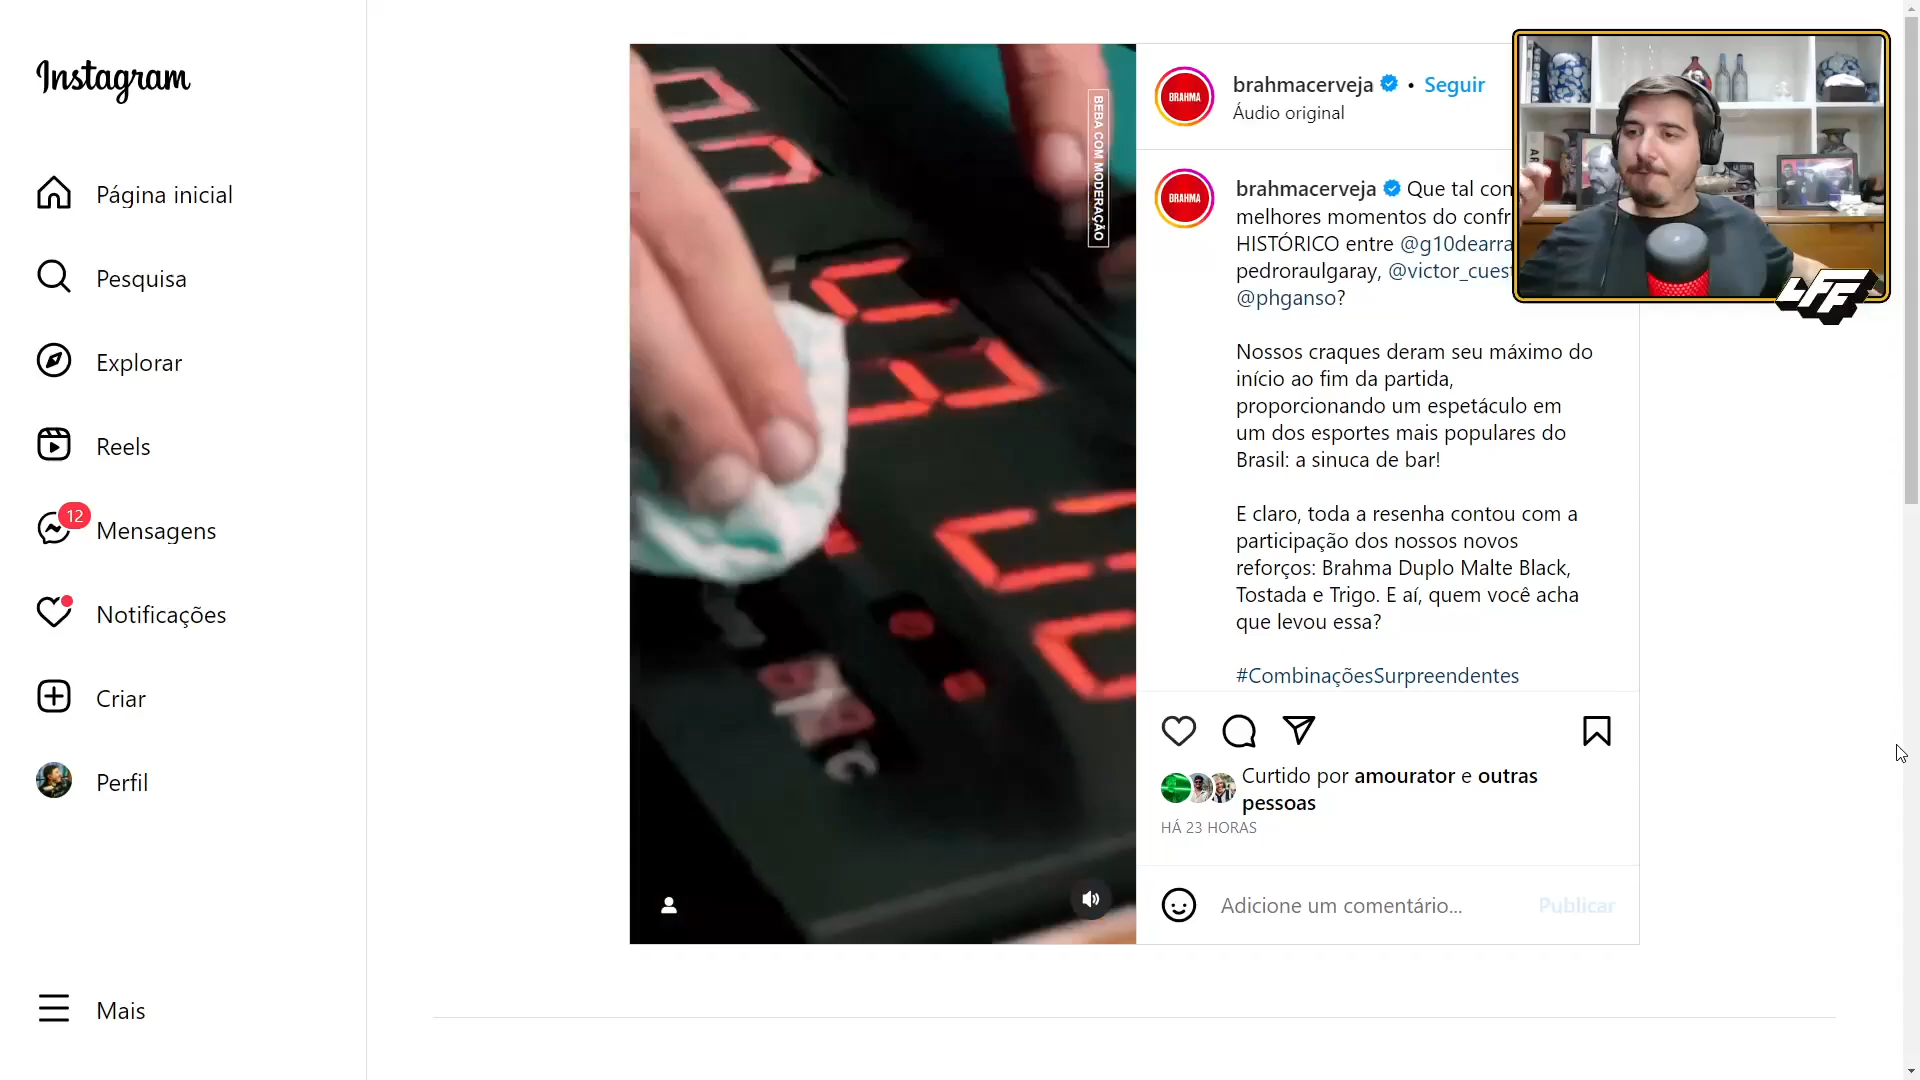 Instagram
Página inicial
Pesquisa
Explorar
Reels
12
Mensagens
Notificações
Criar
Perfil
Mais
BEBA COM MODERAÇÃO
BRAHMA
brahmacerveja • Seguir
Áudio original
BRAHMA
brahmacerveja Que tal con
melhores momentos do confr
HISTÓRICO entre @g10dearra
pedroraulgaray, @victor_cues
@phganso?
Nossos craques deram seu máximo do
início ao fim da partida,
proporcionando um espetáculo em
um dos esportes mais populares do
Brasil: a sinuca de bar!
E claro, toda a resenha contou com a
participação dos nossos novos
reforços: Brahma Duplo Malte Black,
Tostada e Trigo. E aí, quem você acha
que levou essa?
#CombinaçõesSurpreendentes
Curtido por amourator e outras
pessoas
HÁ 23 HORAS
Adicione um comentário...
Publicar
LFF